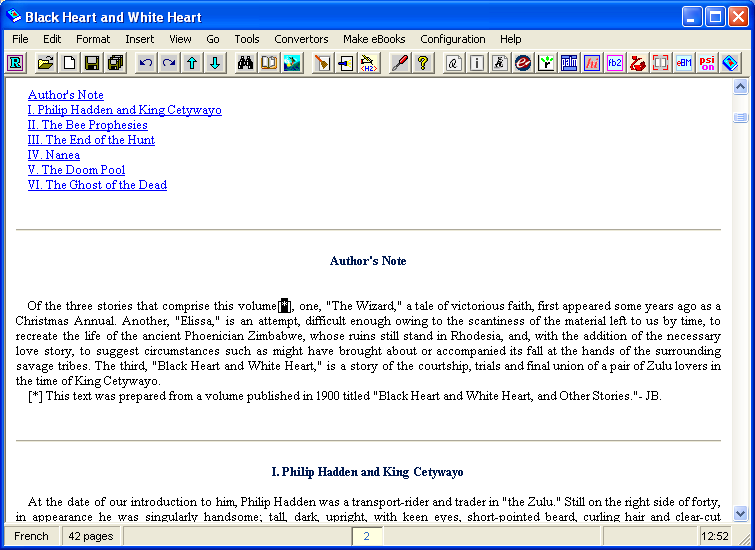 Black Heart and White Heart
File Edit Format Insert View Go Tools Convertors Make eBooks Configuration Help
R <H2> a i hi fb2 eBM psi on
Author's Note
I. Philip Hadden and King Cetywayo
II. The Bee Prophesies
III. The End of the Hunt
IV. Nanea
V. The Doom Pool
VI. The Ghost of the Dead
Author's Note
Of the three stories that comprise this volume[*], one, "The Wizard," a tale of victorious faith, first appeared some years ago as a
Christmas Annual. Another, "Elissa," is an attempt, difficult enough owing to the scantiness of the material left to us by time, to
recreate the life of the ancient Phoenician Zimbabwe, whose ruins still stand in Rhodesia, and, with the addition of the necessary
love story, to suggest circumstances such as might have brought about or accompanied its fall at the hands of the surrounding
savage tribes. The third, "Black Heart and White Heart," is a story of the courtship, trials and final union of a pair of Zulu lovers in
the time of King Cetywayo.
[*] This text was prepared from a volume published in 1900 titled "Black Heart and White Heart, and Other Stories."- JB.
I. Philip Hadden and King Cetywayo
At the date of our introduction to him, Philip Hadden was a transport-rider and trader in "the Zulu." Still on the right side of forty,
in appearance he was singularly handsome; tall, dark, upright, with keen eyes, short-pointed beard, curling hair and clear-cut
French 42 pages 2 12:52